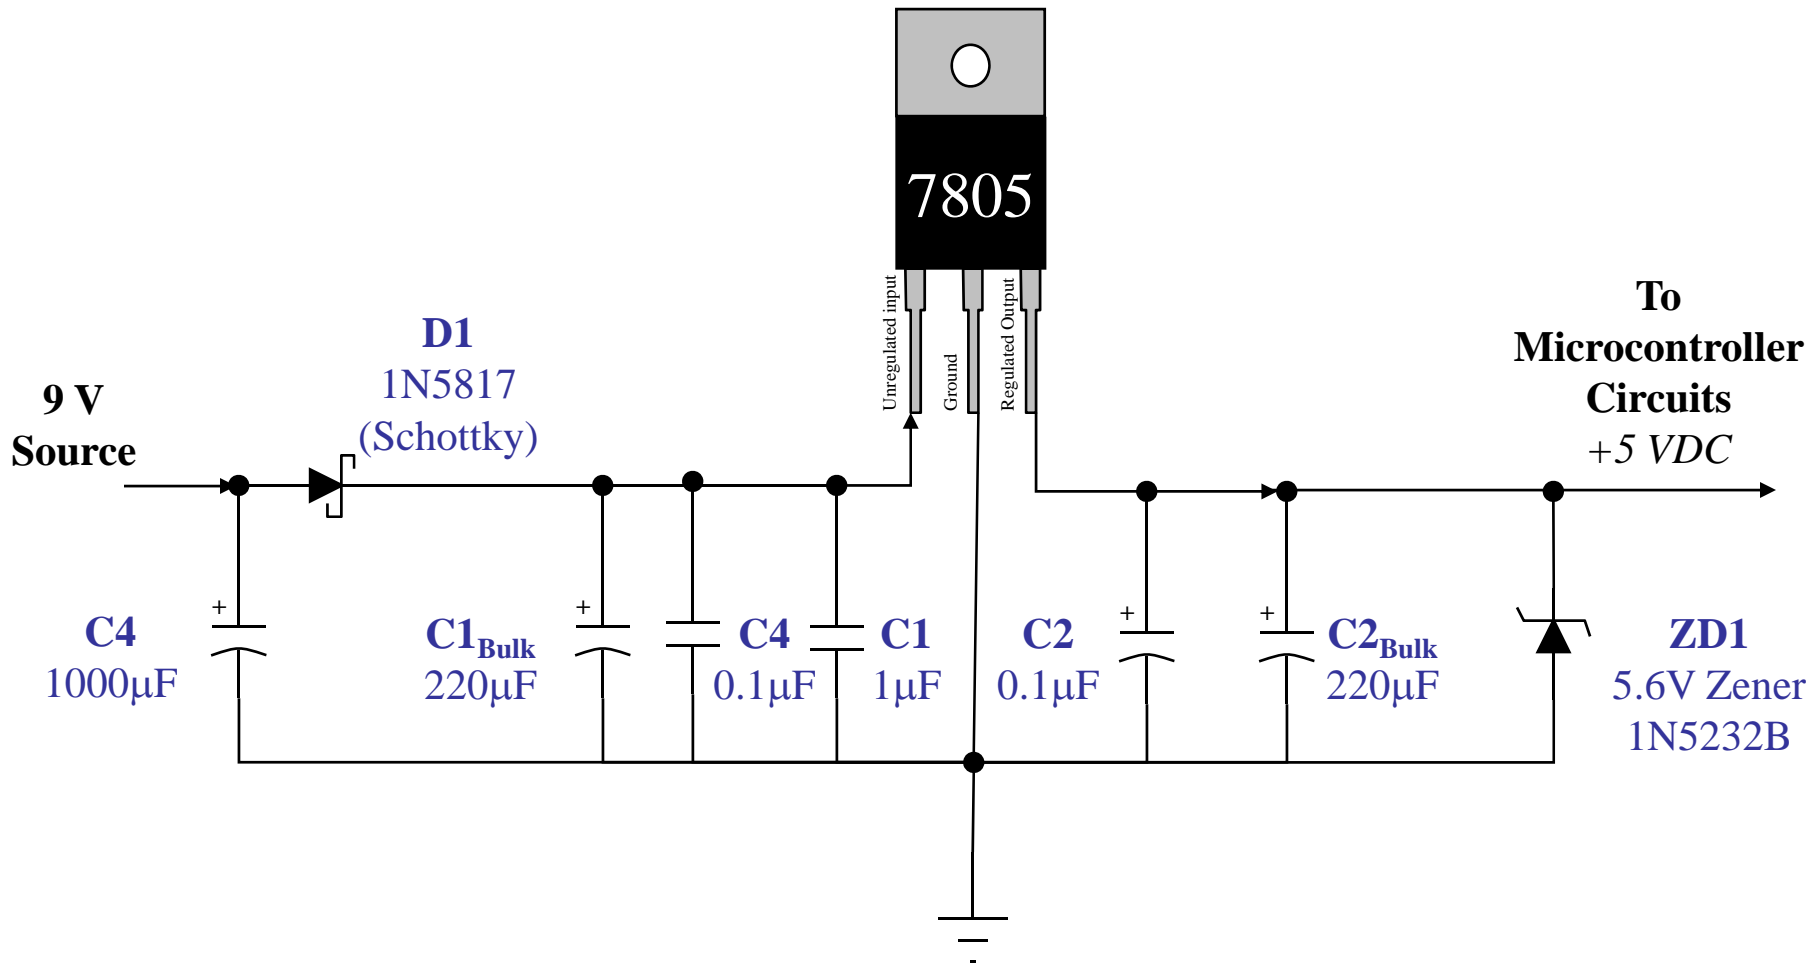 7805
Unregulated input
Ground
Regulated Output
9 V
Source
D1
1N5817
(Schottky)
To
Microcontroller
Circuits
+5 VDC
+
C4
1000μF
+
C1Bulk
220μF
C4
0.1μF
C1
1μF
+
C2
0.1μF
+
C2Bulk
220μF
ZD1
5.6V Zener
1N5232B